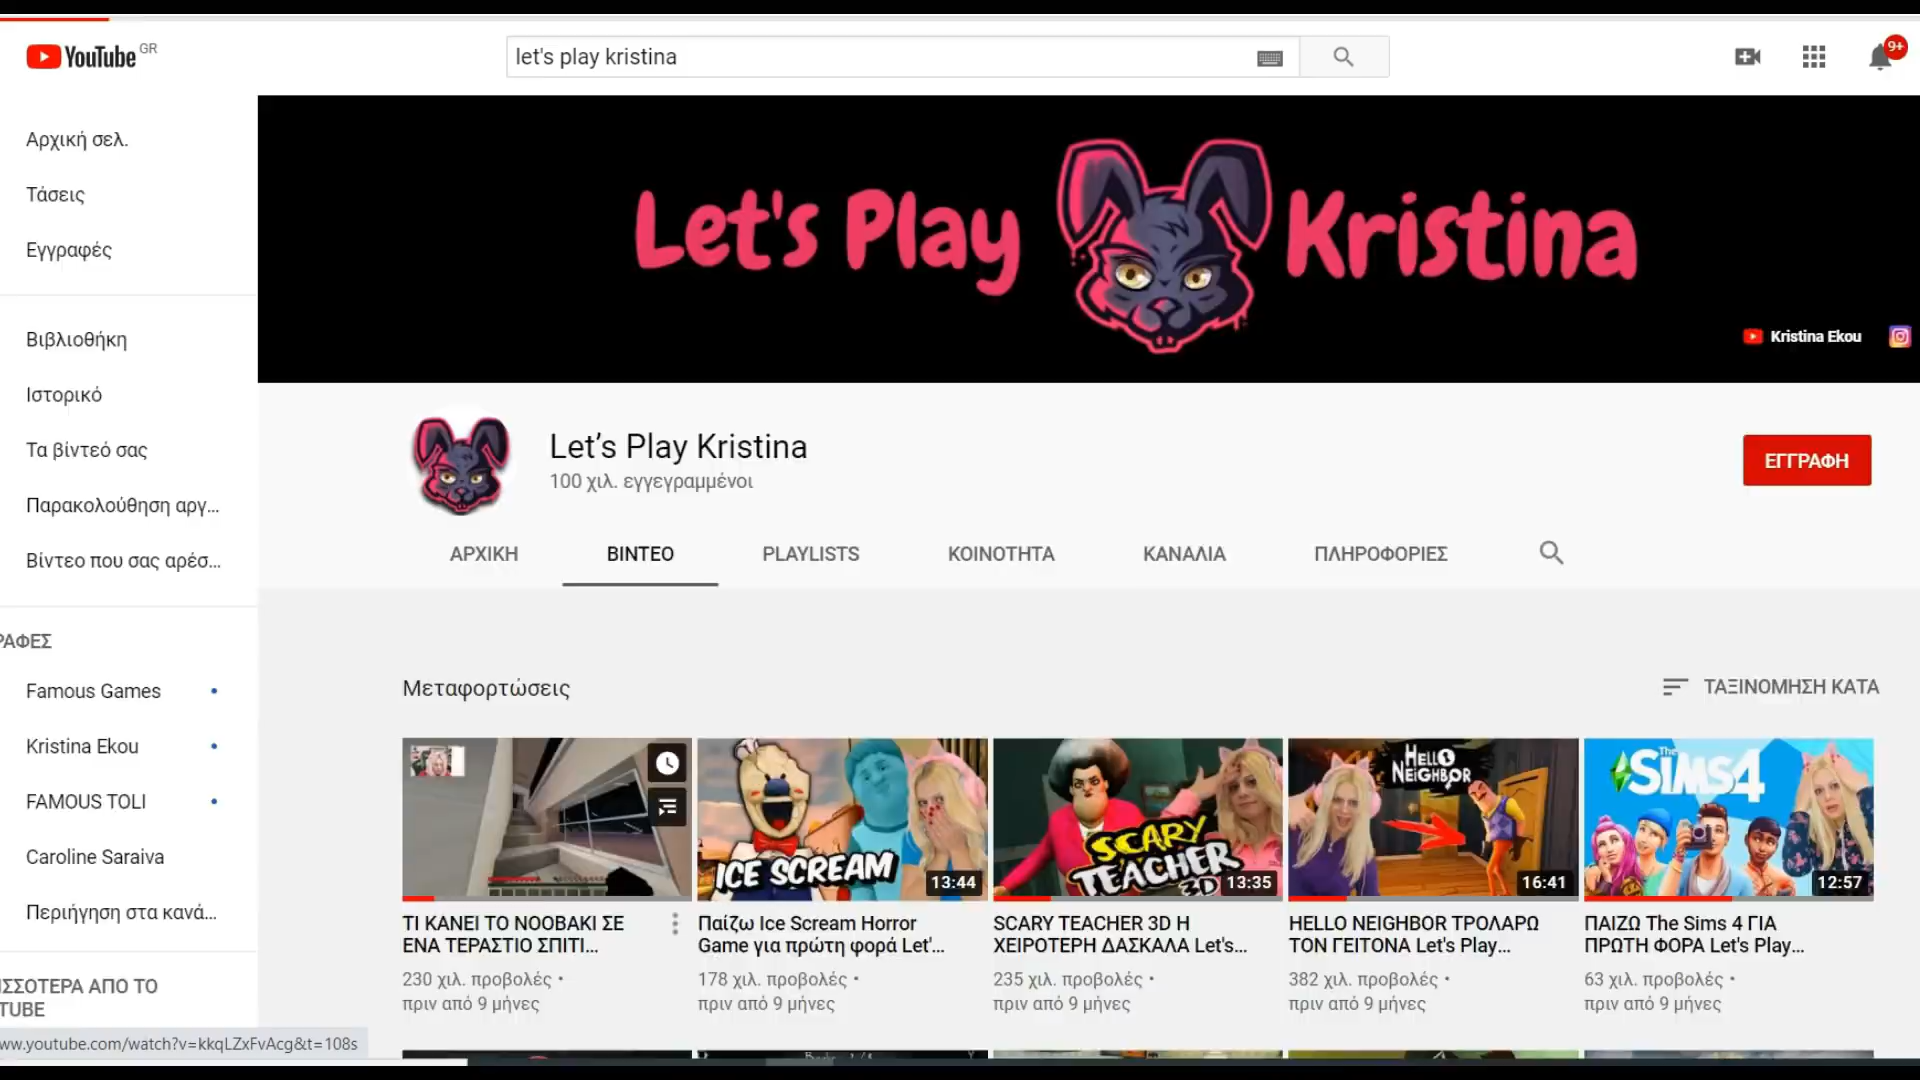 YouTube GR
let's play kristina
9+
Αρχική σελ.
Τάσεις
Εγγραφές
Βιβλιοθήκη
Ιστορικό
Τα βίντεό σας
Παρακολούθηση αργ...
Βίντεο που σας αρέσ...
ΡΑΦΕΣ
Famous Games
Kristina Ekou
FAMOUS TOLI
Caroline Saraiva
Περιήγηση στα κανά...
ΙΣΣΟΤΕΡΑ ΑΠΟ ΤΟ
TUBE
ww.youtube.com/watch?v=kkqLZxFvAcg&t=108s
Let's Play Kristina
Kristina Ekou
Let’s Play Kristina
100 χιλ. εγγεγραμμένοι
ΕΓΓΡΑΦΗ
ΑΡΧΙΚΗ ΒΙΝΤΕΟ PLAYLISTS ΚΟΙΝΟΤΗΤΑ ΚΑΝΑΛΙΑ ΠΛΗΡΟΦΟΡΙΕΣ
Μεταφορτώσεις
ΤΑΞΙΝΟΜΗΣΗ ΚΑΤΑ
ΤΙ ΚΑΝΕΙ ΤΟ ΝΟΟΒΑΚΙ ΣΕ
ΕΝΑ ΤΕΡΑΣΤΙΟ ΣΠΙΤΙ...
230 χιλ. προβολές •
πριν από 9 μήνες
ICE SCREAM
13:44
Παίζω Ice Scream Horror
Game για πρώτη φορά Let'...
178 χιλ. προβολές •
πριν από 9 μήνες
SCARY
TEACHER
3D
13:35
SCARY TEACHER 3D Η
ΧΕΙΡΟΤΕΡΗ ΔΑΣΚΑΛΑ Let's...
235 χιλ. προβολές •
πριν από 9 μήνες
HELLO
NEIGHBOR
16:41
HELLO NEIGHBOR ΤΡΟΛΑΡΩ
ΤΟΝ ΓΕΙΤΟΝΑ Let's Play...
382 χιλ. προβολές •
πριν από 9 μήνες
The
SIMS4
12:57
ΠΑΙΖΩ The Sims 4 ΓΙΑ
ΠΡΩΤΗ ΦΟΡΑ Let's Play...
63 χιλ. προβολές •
πριν από 9 μήνες